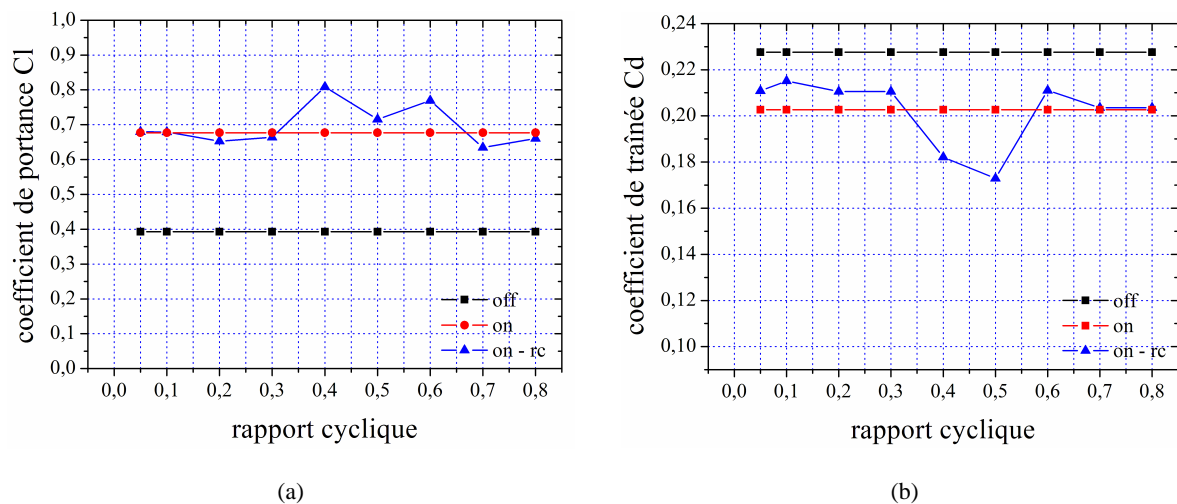 coefficient de portance Cl
1,0
0,9
0,8
0,7
0,6
0,5
0,4
0,3
0,2
0,1
0,0
off
on
on - rc
0,0 0,1 0,2 0,3 0,4 0,5 0,6 0,7 0,8
rapport cyclique
(a)
coefficient de traînée Cd
0,24
0,22
0,20
0,18
0,16
0,14
0,12
0,10
off
on
on - rc
0,0 0,1 0,2 0,3 0,4 0,5 0,6 0,7 0,8
rapport cyclique
(b)